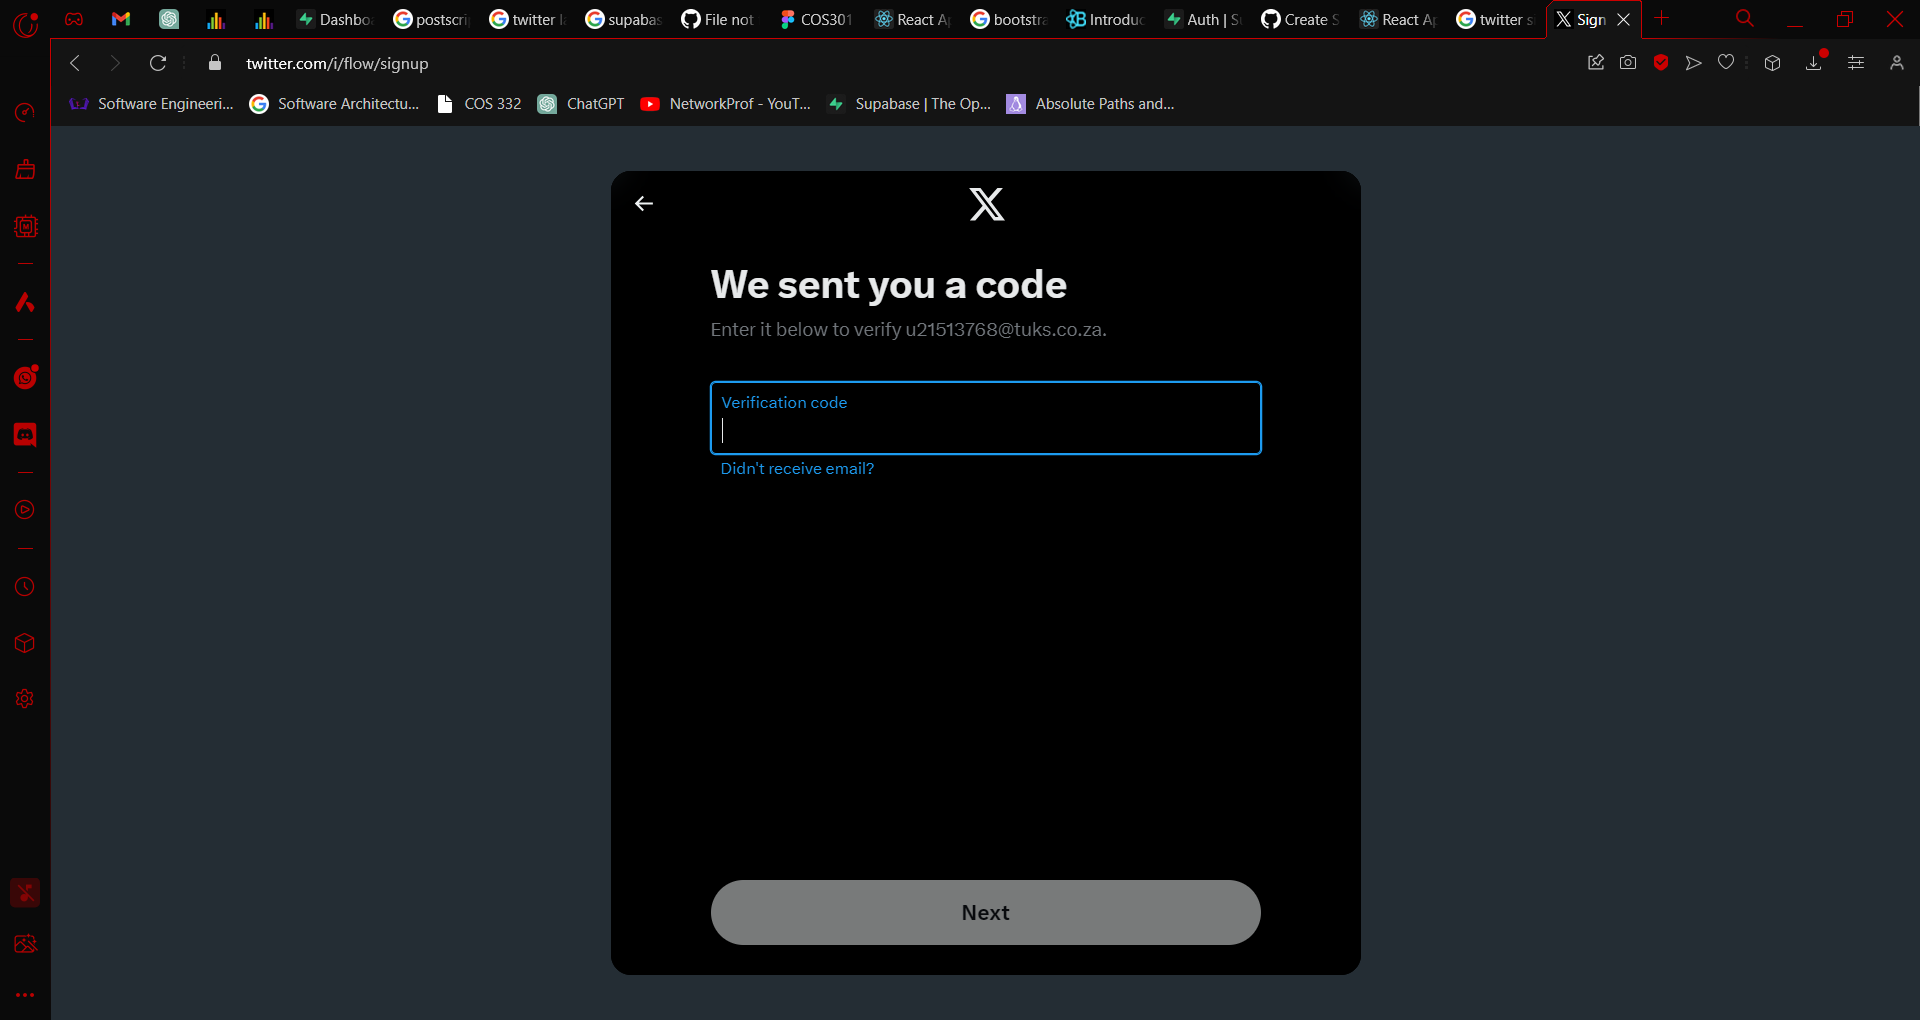 Dashbo
postscri
twitter l
supabas
File not
COS301
React A
bootstra
Introduc
Auth | S
Create S
React Ap
twitter s
Sign
twitter.com/i/flow/signup
Software Engineeri...
Software Architectu...
COS 332
ChatGPT
NetworkProf - YouT...
Supabase | The Op...
Absolute Paths and...
We sent you a code
Enter it below to verify u21513768@tuks.co.za.
Verification code
Didn't receive email?
Next